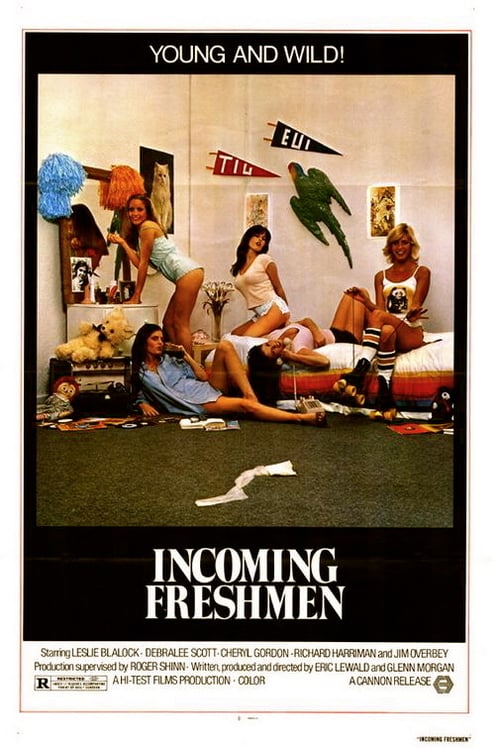 YOUNG AND WILD!
EUI
TIU
INCOMING
FRESHMEN
Starring LESLIE BLALOCK · DEBRALEE SCOTT · CHERYL GORDON · RICHARD HARRIMAN and JIM OVERBEY
Production supervised by ROGER SHINN · Written, produced and directed by ERIC LEWALD and GLENN MORGAN
R RESTRICTED A HI-TEST FILMS PRODUCTION · COLOR A CANNON RELEASE
"INCOMING FRESHMEN"